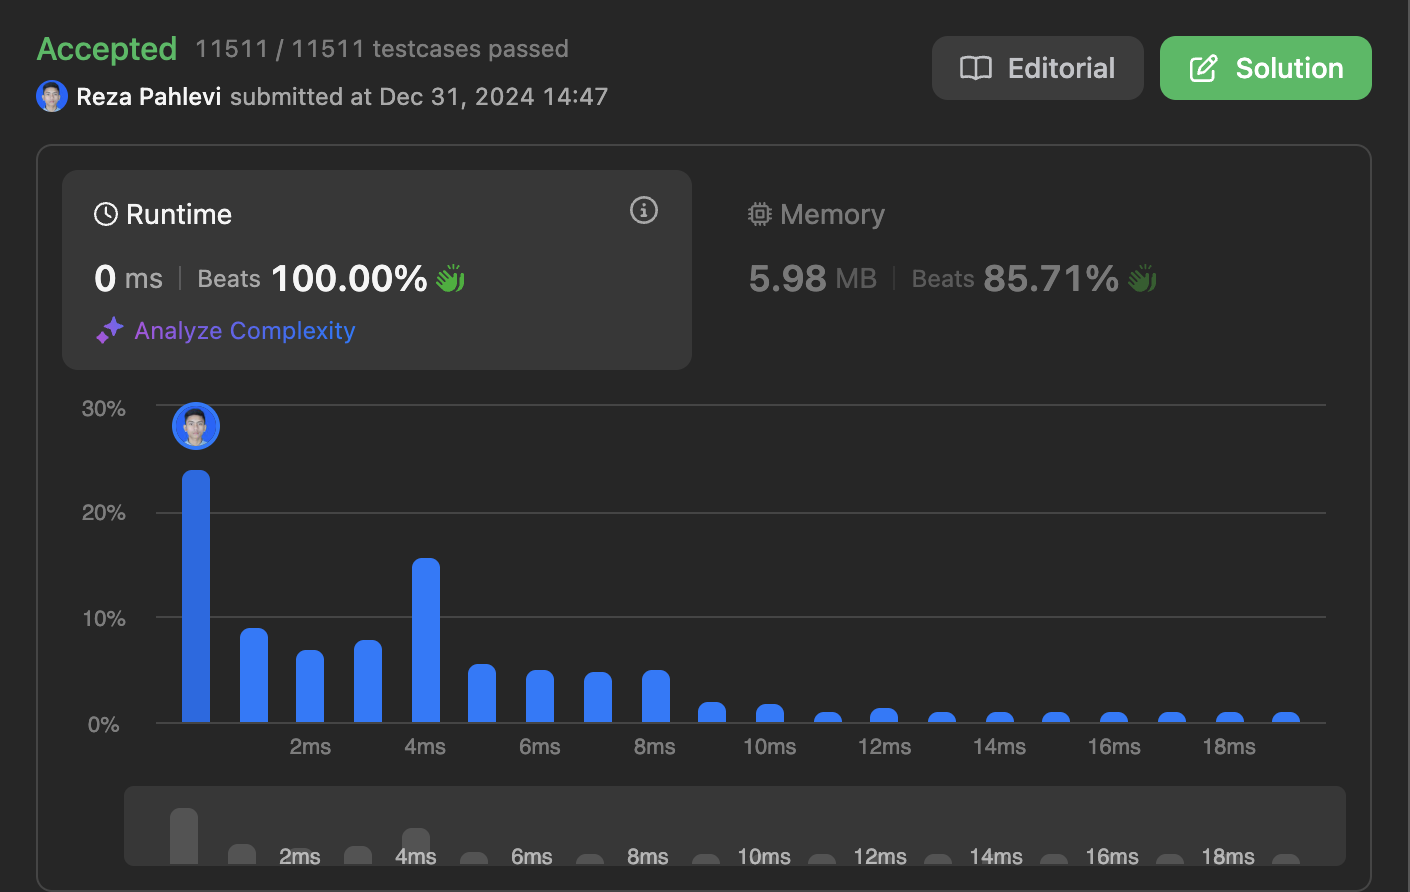 Accepted 11511 / 11511 testcases passed
Reza Pahlevi submitted at Dec 31, 2024 14:47
Editorial
Solution
Runtime
0 ms Beats 100.00%
Analyze Complexity
Memory
5.98 MB Beats 85.71%
30%
20%
10%
0%
2ms 4ms 6ms 8ms 10ms 12ms 14ms 16ms 18ms
2ms 4ms 6ms 8ms 10ms 12ms 14ms 16ms 18ms